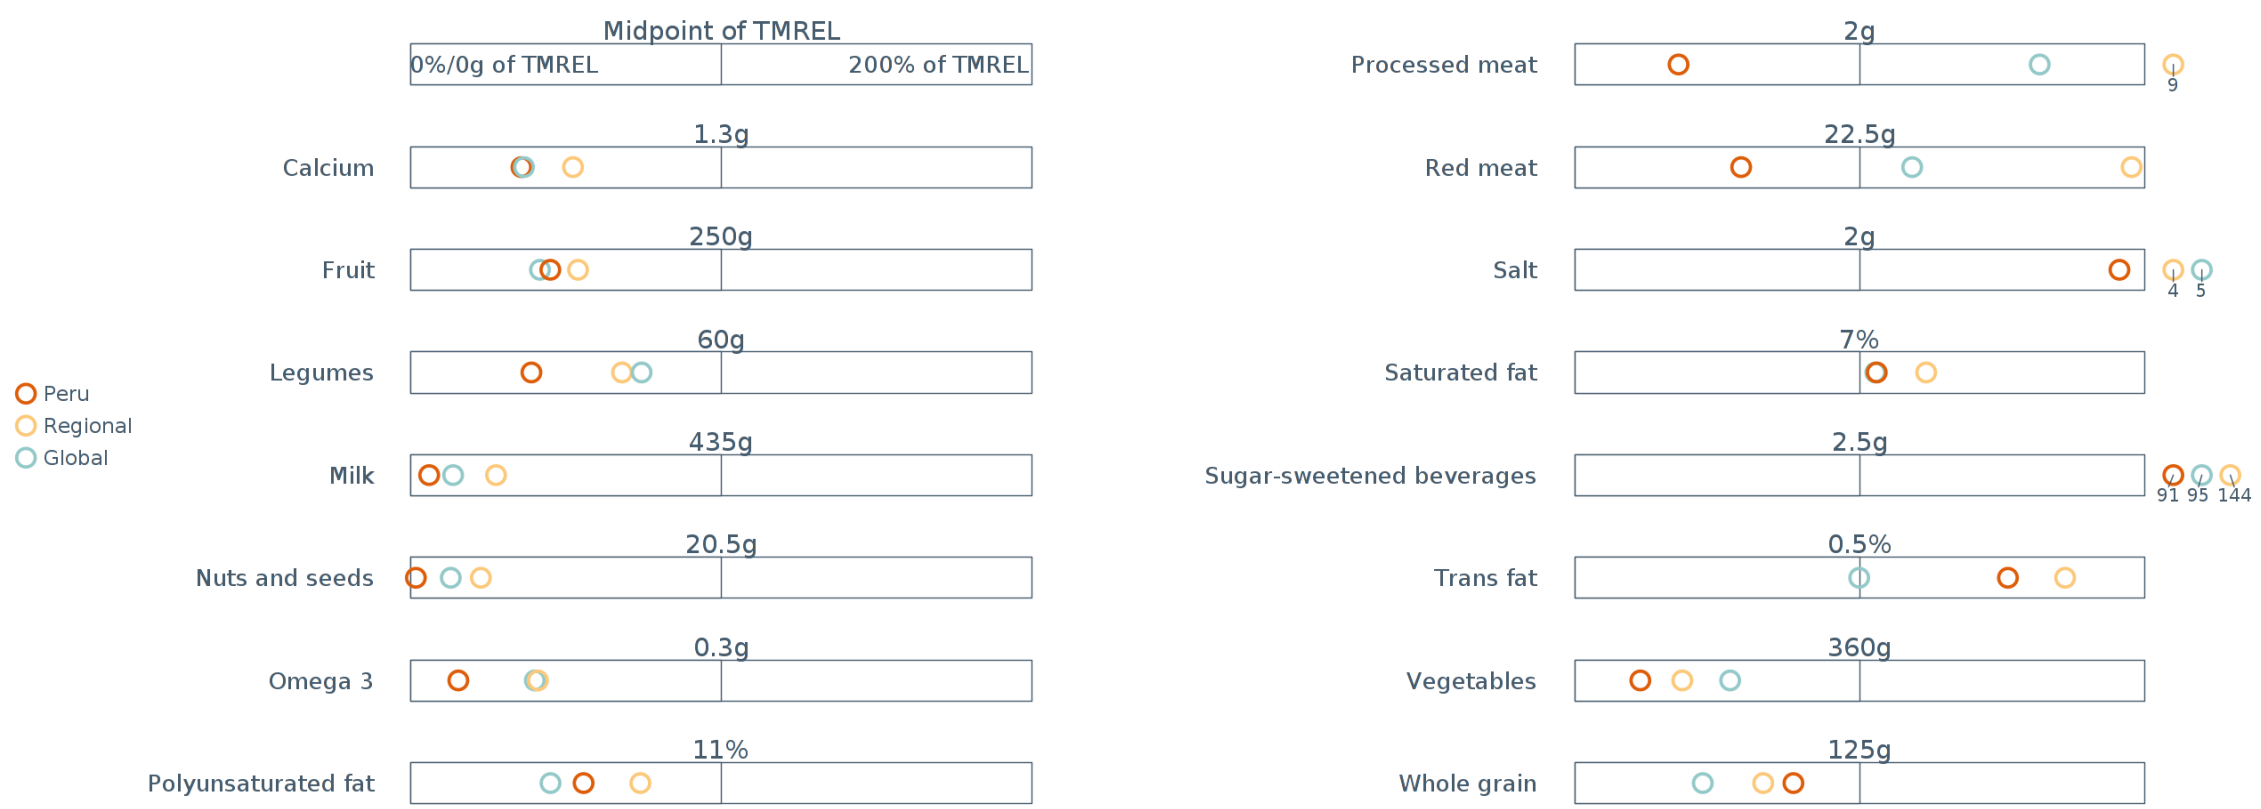 Midpoint of TMREL
0%/0g of TMREL 200% of TMREL
1.3g
Calcium
250g
Fruit
60g
Legumes
435g
Milk
20.5g
Nuts and seeds
0.3g
Omega 3
11%
Polyunsaturated fat
Peru
Regional
Global
2g
Processed meat
9
22.5g
Red meat
2g
Salt
4 5
7%
Saturated fat
2.5g
Sugar-sweetened beverages
91 95 144
0.5%
Trans fat
360g
Vegetables
125g
Whole grain